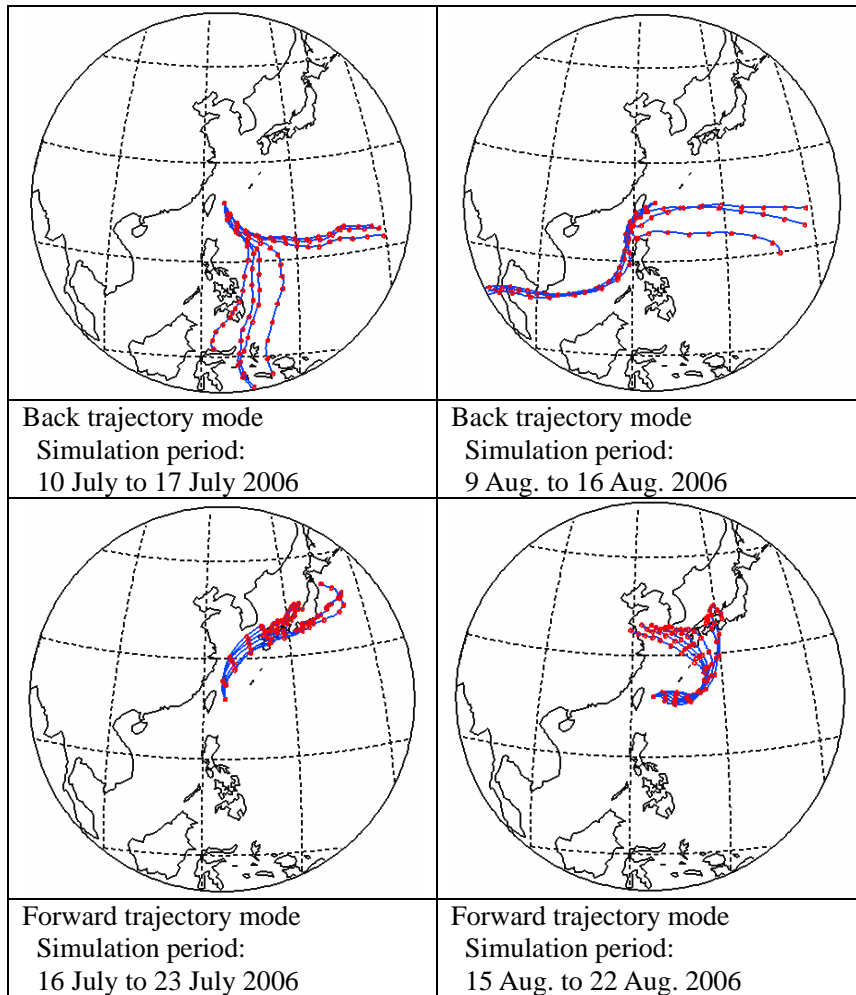 Back trajectory mode
Simulation period:
10 July to 17 July 2006
Back trajectory mode
Simulation period:
9 Aug. to 16 Aug. 2006
Forward trajectory mode
Simulation period:
16 July to 23 July 2006
Forward trajectory mode
Simulation period:
15 Aug. to 22 Aug. 2006